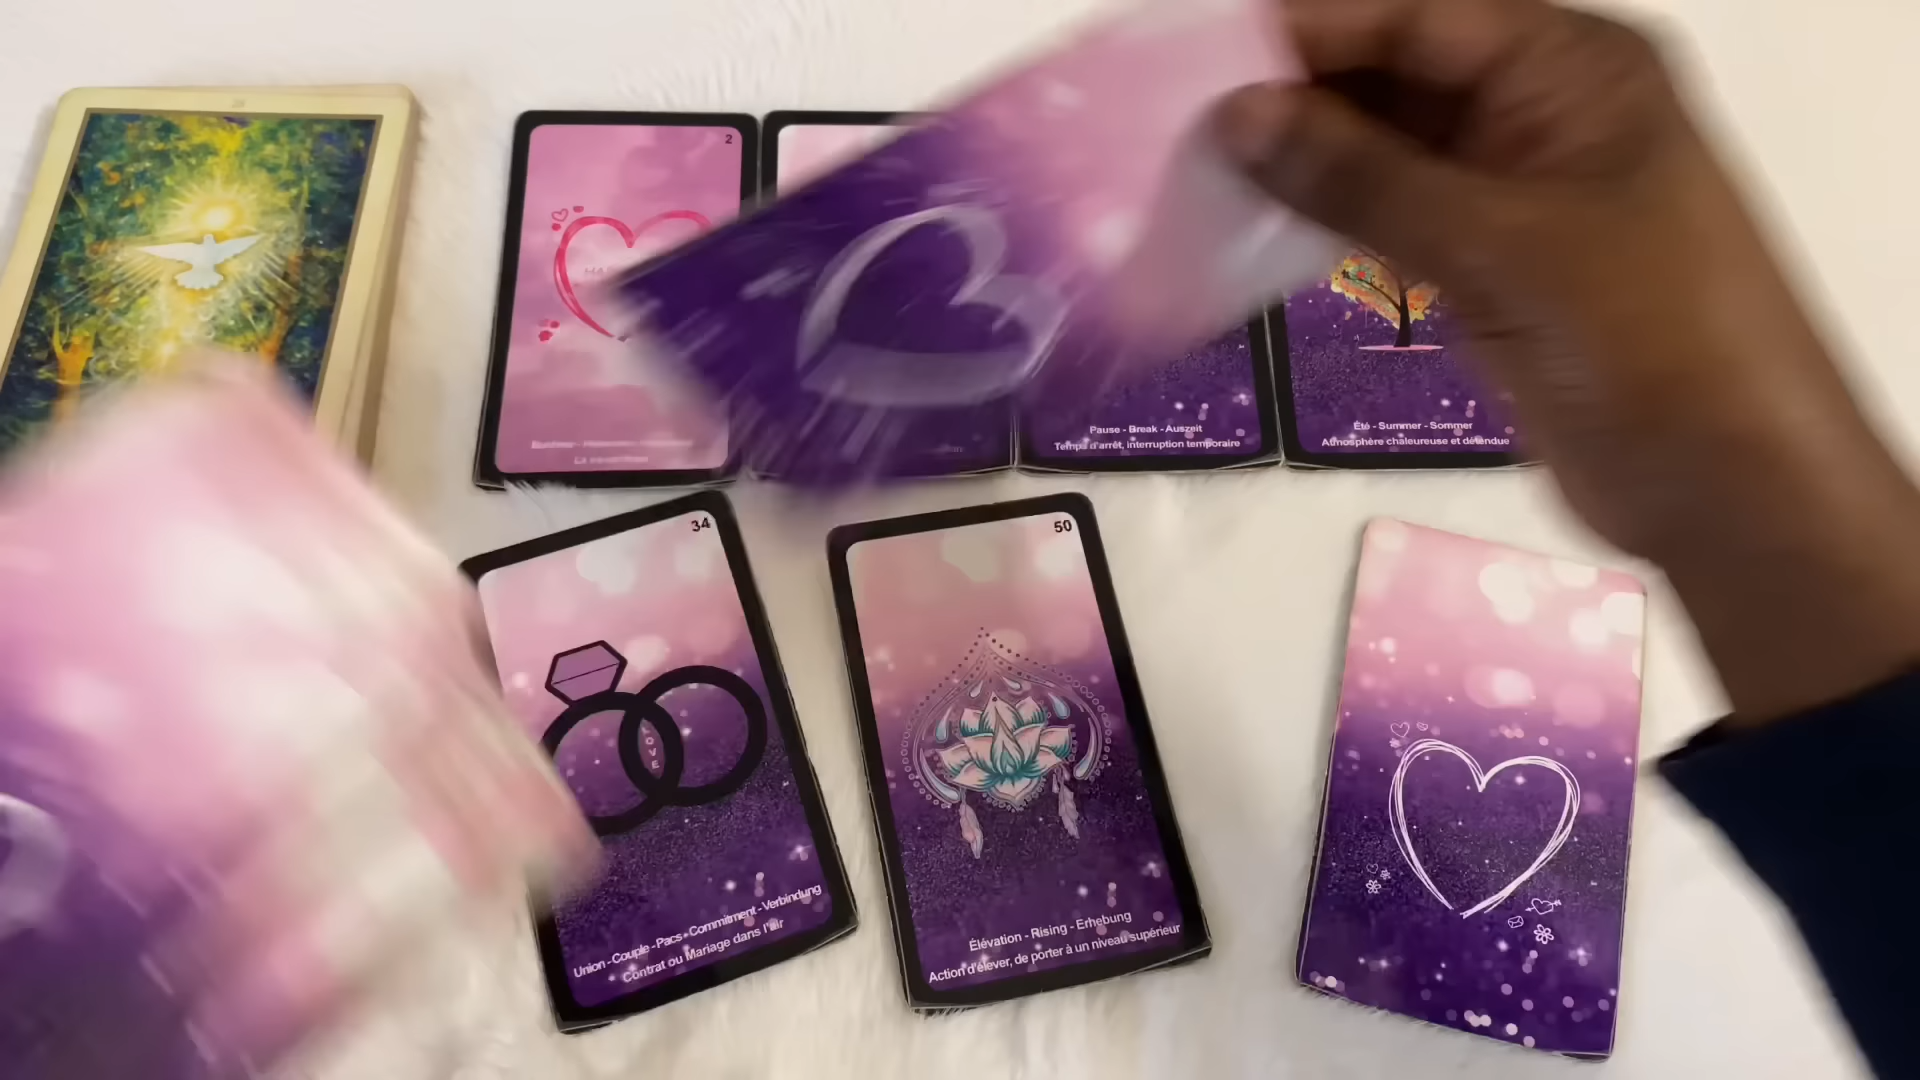 2
Pause - Break - Auszeit
Temps d'arrêt, interruption temporaire
Été - Summer - Sommer
Atmosphère chaleureuse et détendue
34
LOVE
Union - Couple - Pacs - Commitment - Verbindung
Contrat ou Mariage dans l'air
50
Élévation - Rising - Erhebung
Action d'élever, de porter à un niveau supérieur